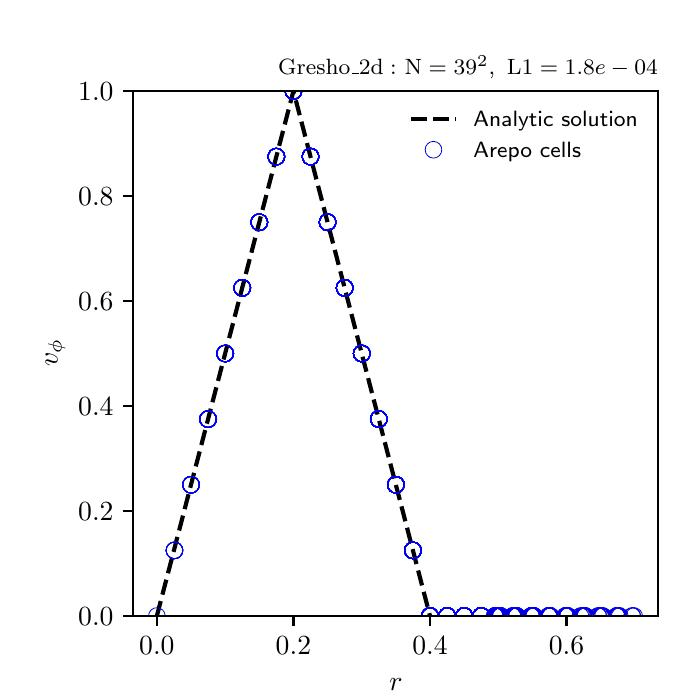 Gresho_2d : N = 39², L1 = 1.8e − 04
1.0
0.8
0.6
0.4
0.2
0.0
vϕ
Analytic solution
Arepo cells
0.0 0.2 0.4 0.6
r